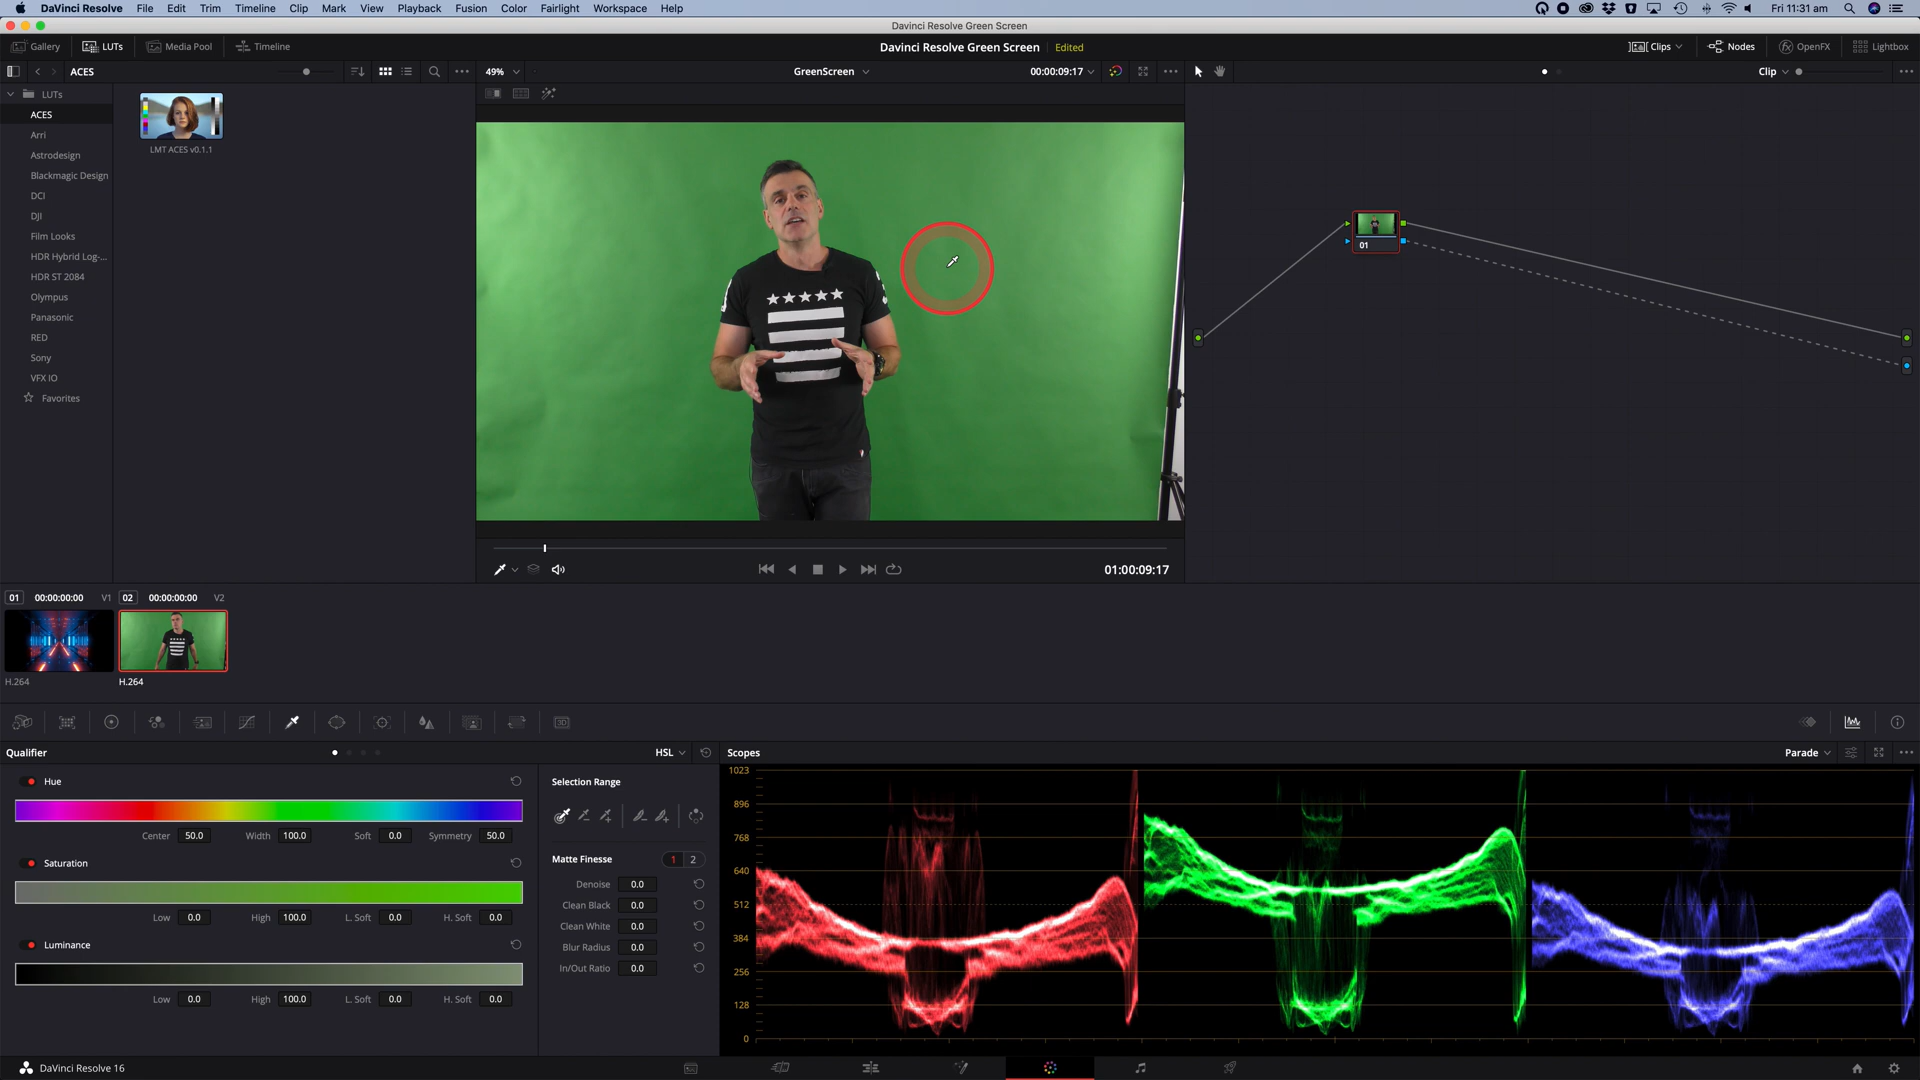 DaVinci Resolve File Edit Trim Timeline Clip Mark View Playback Fusion Color Fairlight Workspace Help Fri 11:31 am
Davinci Resolve Green Screen
Gallery LUTs Media Pool Timeline Davinci Resolve Green Screen Edited Clips Nodes OpenFX Lightbox
ACES 49% GreenScreen 00:00:09:17 Clip
LUTs
ACES
Arri
Astrodesign
Blackmagic Design
DCI
DJI
Film Looks
HDR Hybrid Log-...
HDR ST 2084
Olympus
Panasonic
RED
Sony
VFX IO
Favorites
LMT ACES v0.1.1
01
01:00:09:17
01 00:00:00:00 V1 02 00:00:00:00 V2
H.264 H.264
Qualifier HSL Scopes Parade
Hue
Center 50.0 Width 100.0 Soft 0.0 Symmetry 50.0
Saturation
Low 0.0 High 100.0 L. Soft 0.0 H. Soft 0.0
Luminance
Low 0.0 High 100.0 L. Soft 0.0 H. Soft 0.0
Selection Range
Matte Finesse 1 2
Denoise 0.0
Clean Black 0.0
Clean White 0.0
Blur Radius 0.0
In/Out Ratio 0.0
1023
896
768
640
512
384
256
128
0
DaVinci Resolve 16